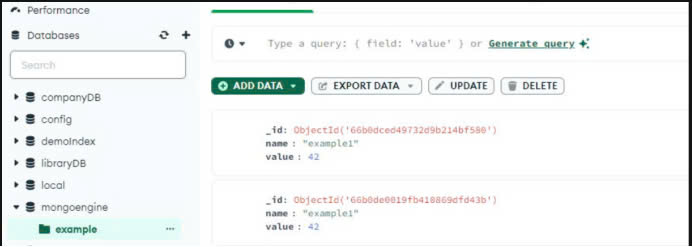 Performance
Databases
Search
companyDB
config
demoIndex
libraryDB
local
mongoengine
example
Type a query: { field: 'value' } or Generate query
ADD DATA EXPORT DATA UPDATE DELETE
_id: ObjectId('66b0dced49732d9b214bf580')
name : "example1"
value : 42
_id: ObjectId('66b0de0019fb418869dfd43b')
name : "example1"
value : 42